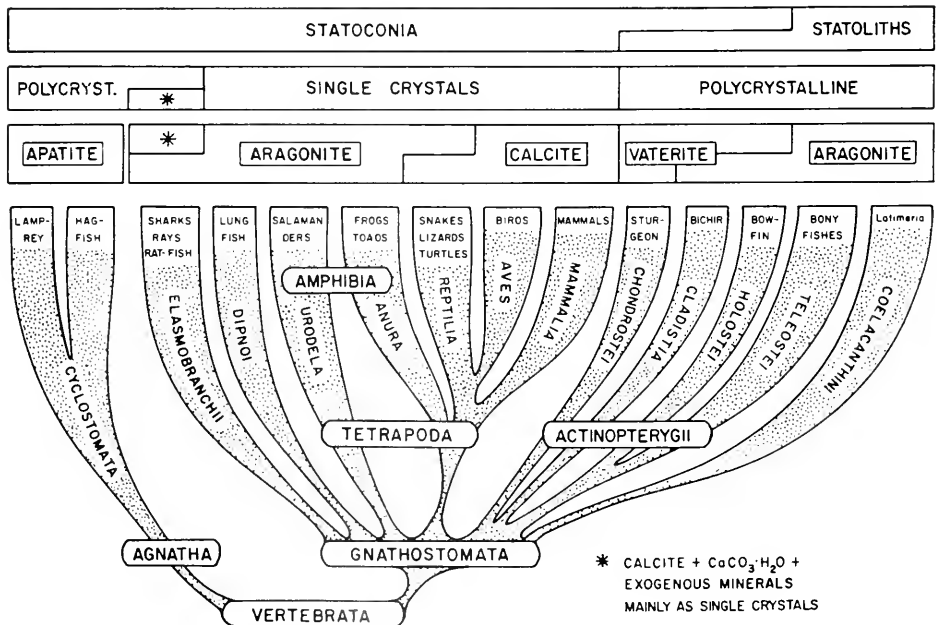 STATOCONIA
STATOLITHS
POLYCRYST.
*
SINGLE CRYSTALS
POLYCRYSTALLINE
APATITE
*
ARAGONITE
CALCITE
VATERITE
ARAGONITE
LAMP-
REY
HAG-
FISH
SHARKS
RAYS
RAT-FISH
LUNG
FISH
SALAMAN
DERS
FROGS
TOADS
SNAKES
LIZARDS
TURTLES
BIRDS
MAMMALS
STUR-
GEON
BICHIR
BOW-
FIN
BONY
FISHES
Latimeria
CYCLOSTOMATA
ELASMOBRANCHII
DIPNOI
URODELA
AMPHIBIA
ANURA
REPTILIA
AVES
MAMMALIA
CHONDROSTEI
CLADISTIA
HOLOSTEI
TELEOSTEI
COELACANTHINI
TETRAPODA
ACTINOPTERYGII
AGNATHA
GNATHOSTOMATA
VERTEBRATA
* CALCITE + CaCO₃·H₂O +
EXOGENOUS MINERALS
MAINLY AS SINGLE CRYSTALS